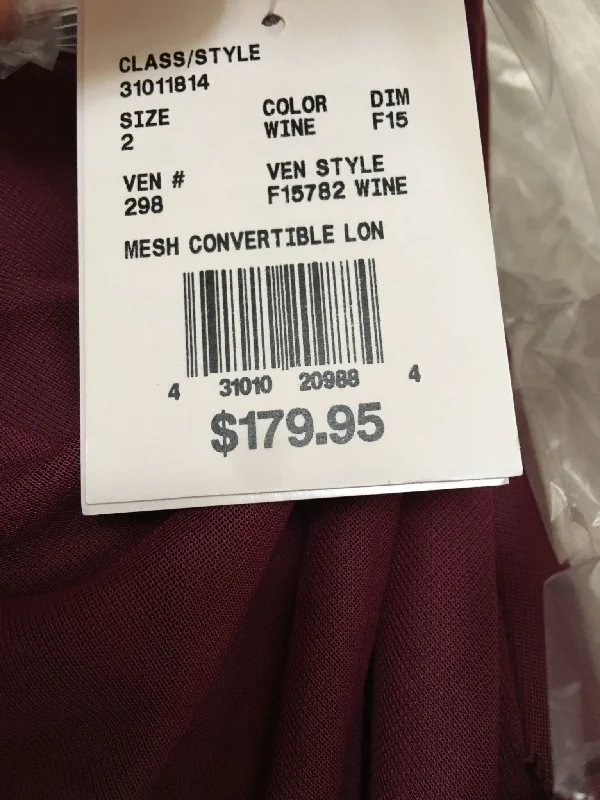 CLASS/STYLE
31011814
SIZE COLOR DIM
2 WINE F15
VEN # VEN STYLE
298 F15782 WINE
MESH CONVERTIBLE LON
4 31010 20988 4
$179.95